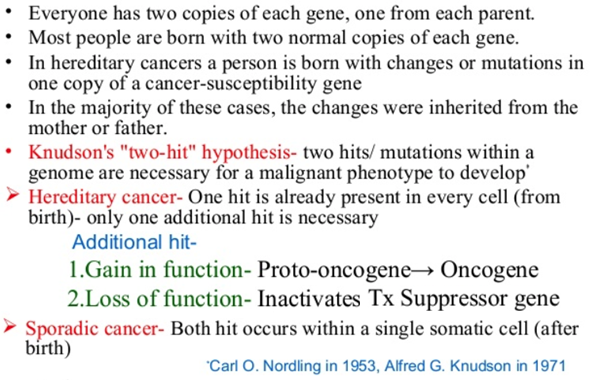 • Everyone has two copies of each gene, one from each parent.
• Most people are born with two normal copies of each gene.
• In hereditary cancers a person is born with changes or mutations in
one copy of a cancer-susceptibility gene
• In the majority of these cases, the changes were inherited from the
mother or father.
• Knudson's "two-hit" hypothesis- two hits/ mutations within a
genome are necessary for a malignant phenotype to develop*
➢ Hereditary cancer- One hit is already present in every cell (from
birth)- only one additional hit is necessary
Additional hit-
1.Gain in function- Proto-oncogene→ Oncogene
2.Loss of function- Inactivates Tx Suppressor gene
➢ Sporadic cancer- Both hit occurs within a single somatic cell (after
birth)
*Carl O. Nordling in 1953, Alfred G. Knudson in 1971